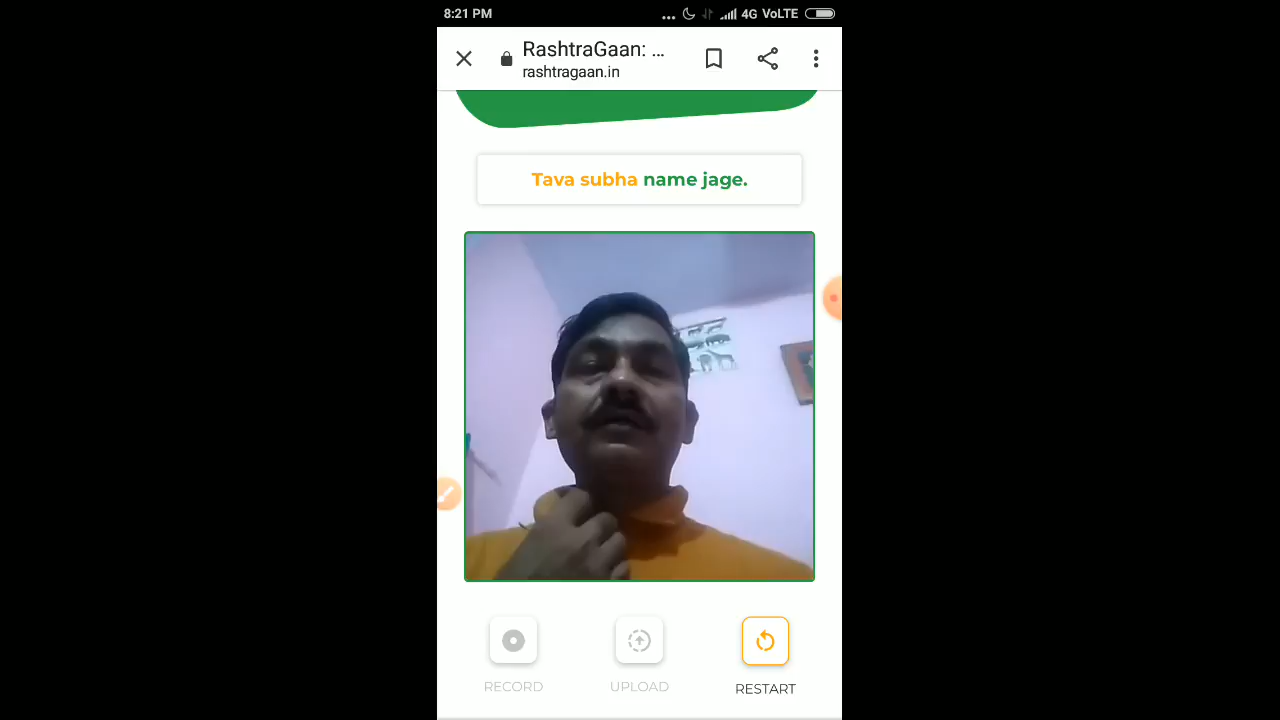 8:21 PM
4G VoLTE
RashtraGaan: ...
rashtragaan.in
Tava subha name jage.
RECORD
UPLOAD
RESTART